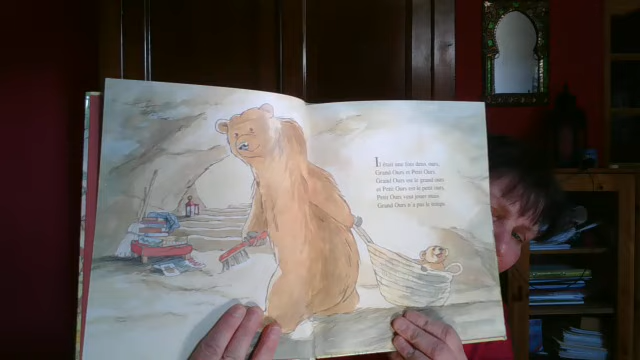 Il était une fois deux ours,
Grand Ours et Petit Ours.
Grand Ours est le grand ours
et Petit Ours est le petit ours.
Petit Ours veut jouer mais
Grand Ours n'a pas le temps